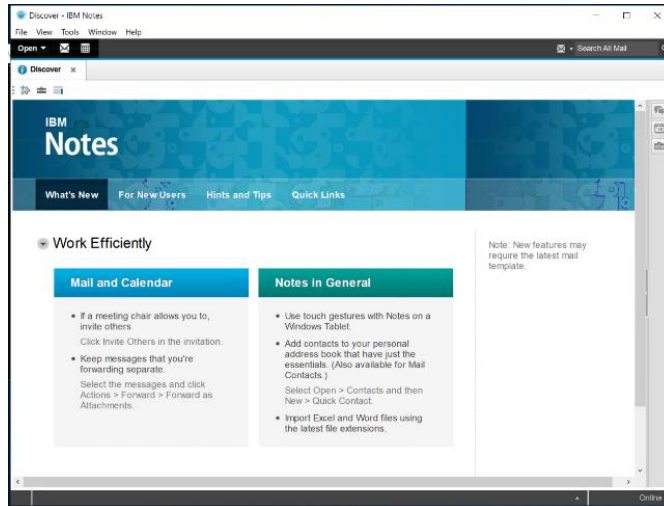 Discover - IBM Notes
File View Tools Window Help
Open
Search All Mail
Discover
IBM
Notes
What's New For New Users Hints and Tips Quick Links
Work Efficiently
Note: New features may
require the latest mail
template.
Mail and Calendar
If a meeting chair allows you to,
invite others.
Click Invite Others in the invitation.
Keep messages that you're
forwarding separate.
Select the messages and click
Actions > Forward > Forward as
Attachments.
Notes in General
Use touch gestures with Notes on a
Windows Tablet.
Add contacts to your personal
address book that have just the
essentials. (Also available for Mail
Contacts.)
Select Open > Contacts and then
New > Quick Contact.
Import Excel and Word files using
the latest file extensions.
Online